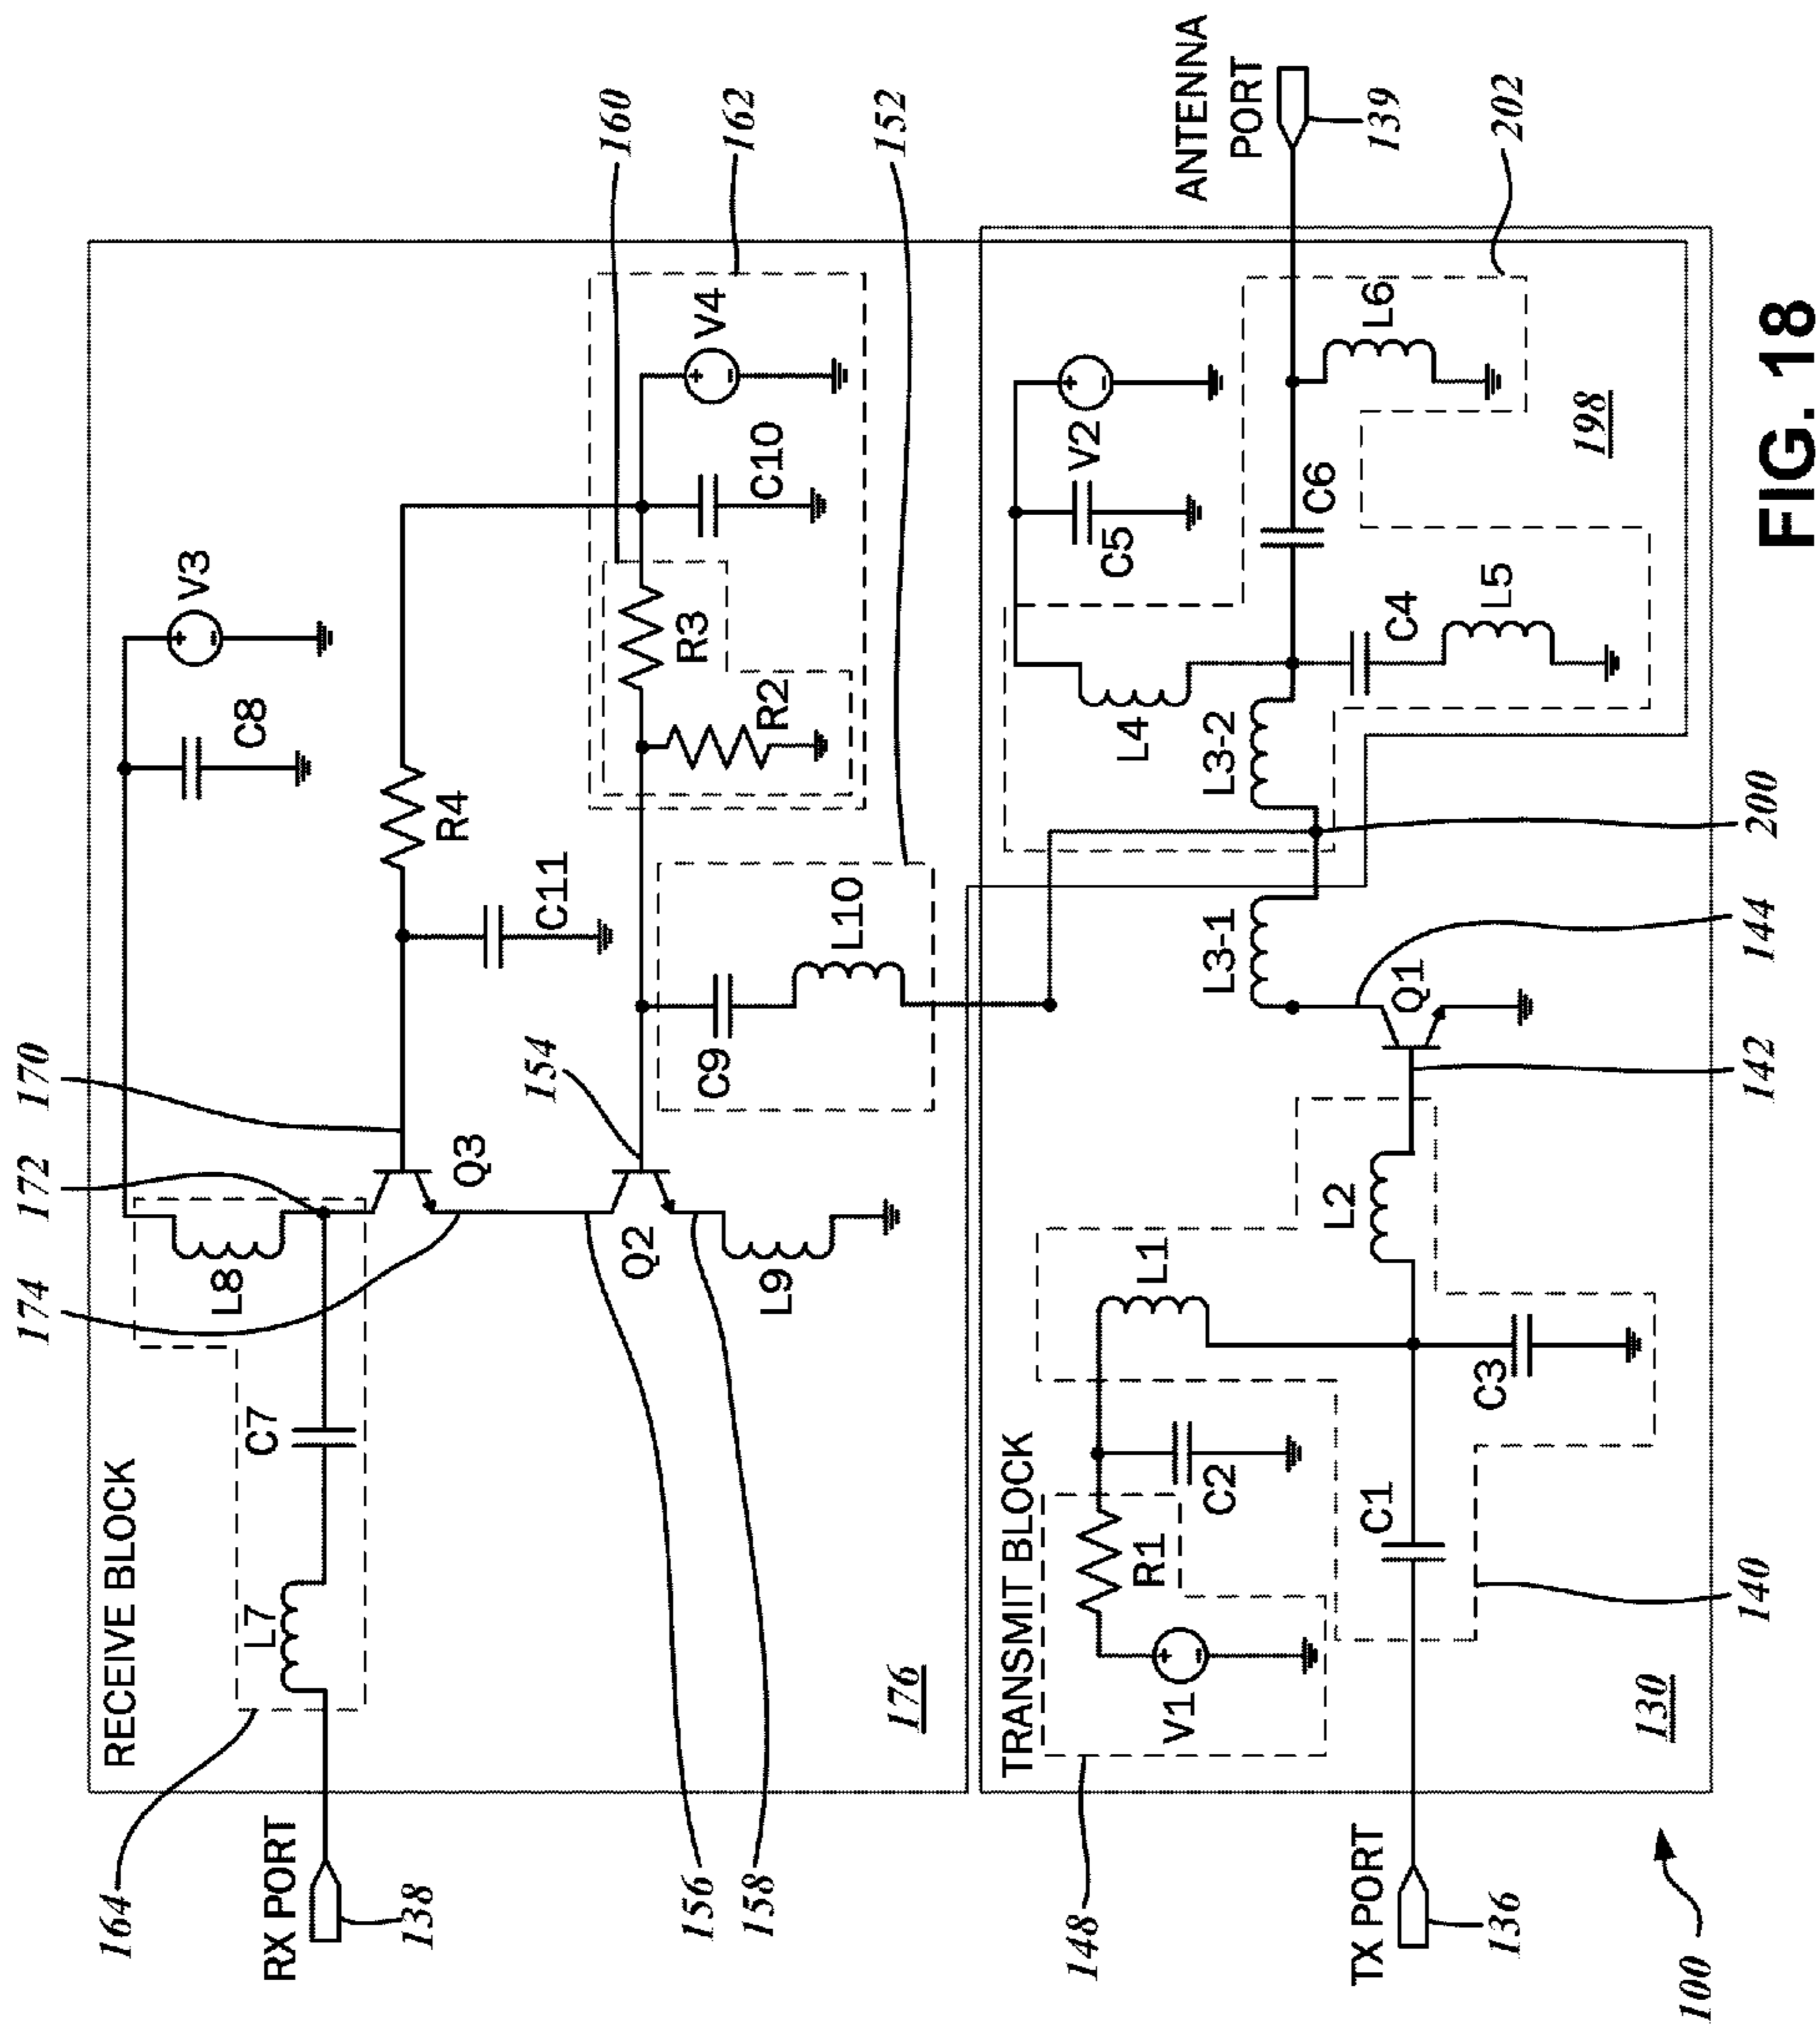 RECEIVE BLOCK
V3
C8
170
172
174
L8
C7
L7
164
RX PORT
138
R4
C11
Q3
154
Q2
L9
156
158
160
162
V4
C10
R3
R2
152
C9
L10
176
TRANSMIT BLOCK
148
V1
R1
C2
L1
C1
C3
L2
140
TX PORT
136
130
100
142
144
Q1
L3-1
L3-2
200
L4
C5
V2
C4
L5
C6
L6
198
202
ANTENNA
PORT
139
FIG. 18